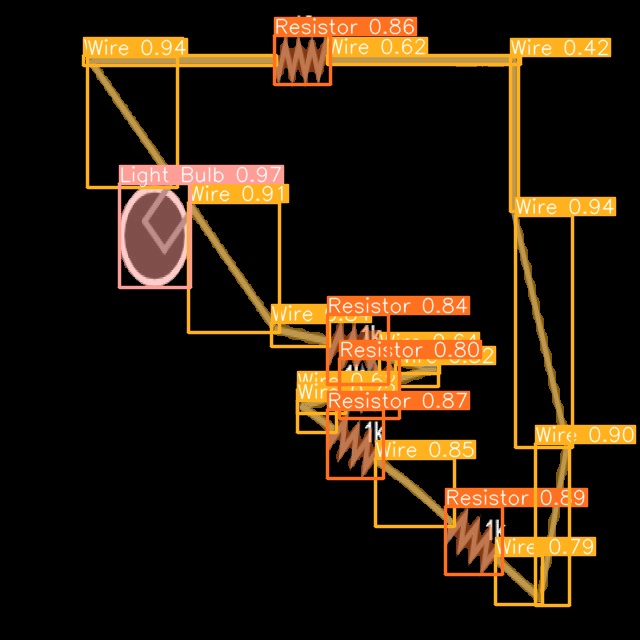 Resistor 0.86
Wire 0.94
Wire 0.62
Wire 0.42
Light Bulb 0.97
Wire 0.91
Wire 0.94
Resistor 0.84
Wire
1k
Resistor 0.80
Wire
Resistor 0.87
1k
Wire 0.90
Wire 0.85
Resistor 0.89
1k
Wire 0.79